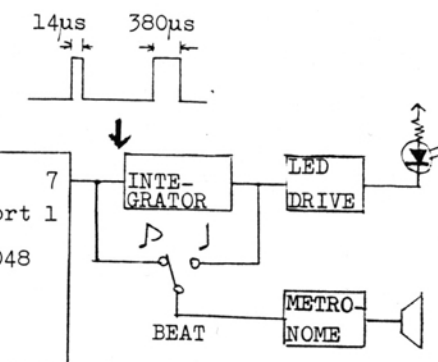 14µs 380µs
7
INTE-
GRATOR
LED
DRIVE
ort 1
048
BEAT
METRO-
NOME